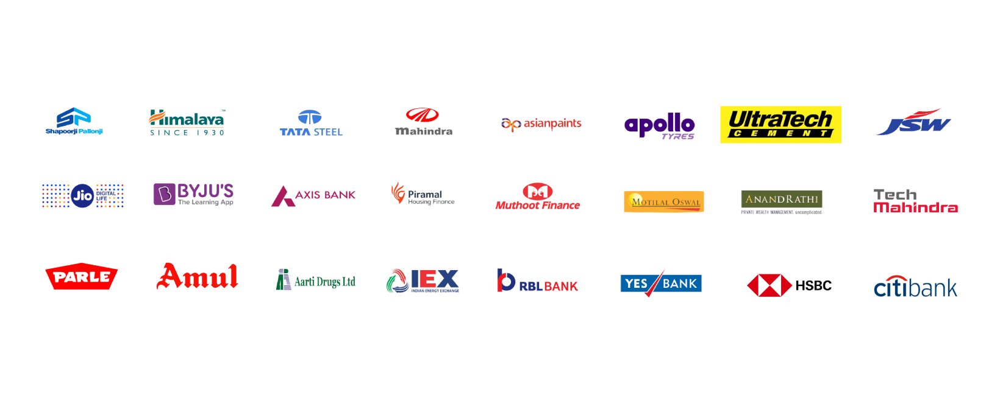 Shapoorji Pallonji
Himalaya™
SINCE 1930
TATA STEEL
Mahindra
ap asianpaints
apollo
TYRES
UltraTech
CEMENT
JSW
Jio DIGITAL
LIFE
BYJU'S
The Learning App
AXIS BANK
Piramal
Housing Finance
Muthoot Finance
MOTILAL OSWAL
ANANDRATHI
PRIVATE WEALTH MANAGEMENT. uncomplicated.
Tech
Mahindra
PARLE
Amul
Aarti Drugs Ltd
IEX
INDIAN ENERGY EXCHANGE
RBL BANK
YES BANK
HSBC
citibank